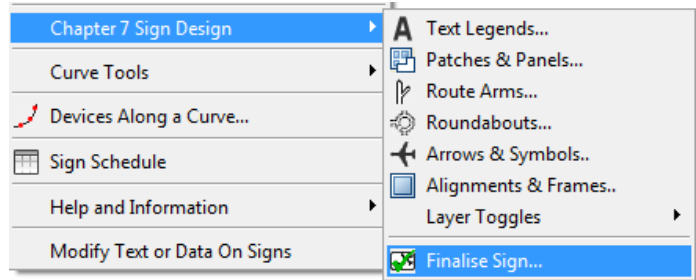 Chapter 7 Sign Design
Curve Tools
Devices Along a Curve...
Sign Schedule
Help and Information
Modify Text or Data On Signs
Text Legends...
Patches & Panels...
Route Arms...
Roundabouts...
Arrows & Symbols..
Alignments & Frames..
Layer Toggles
Finalise Sign...